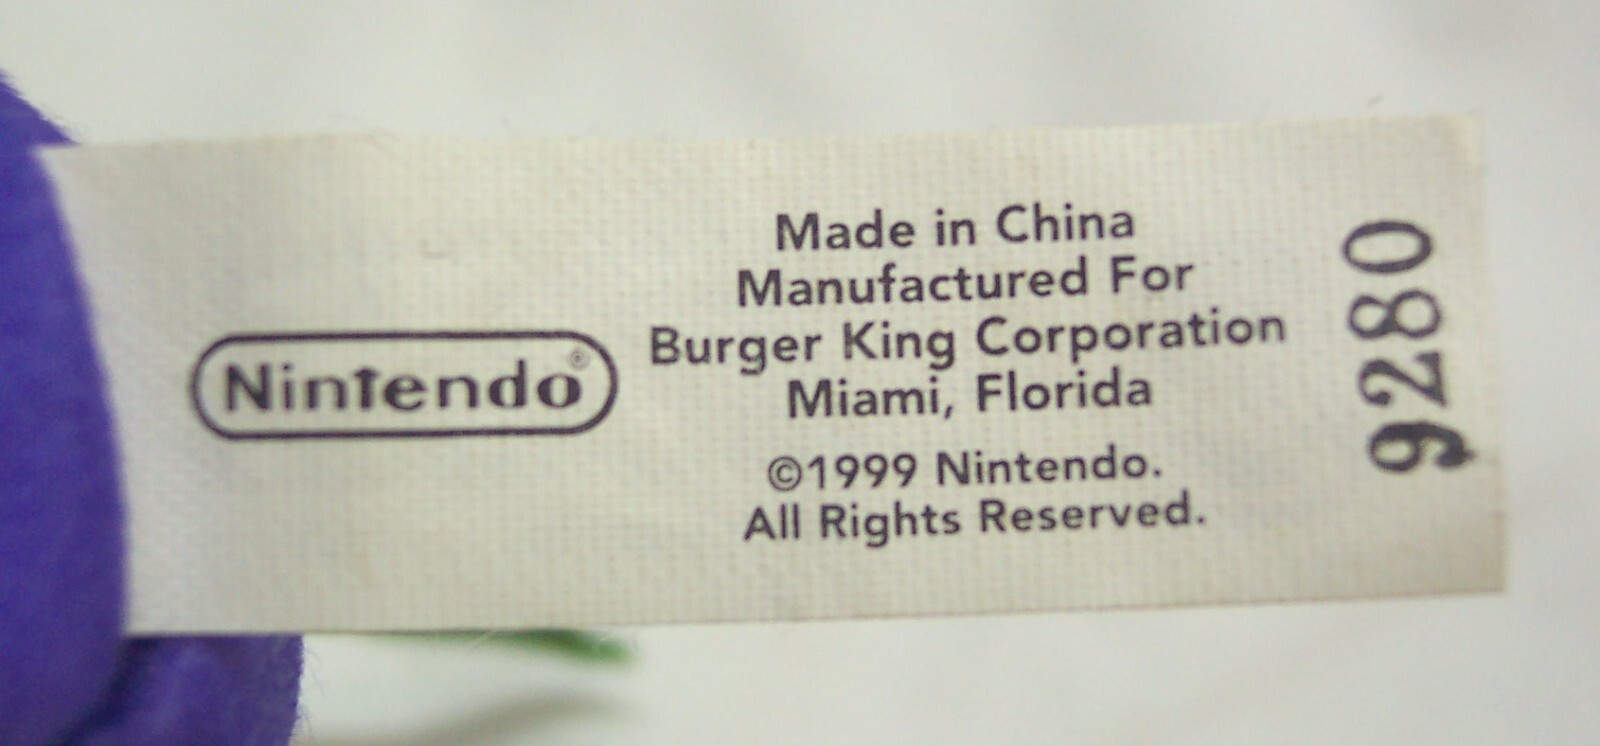 Nintendo®
Made in China
Manufactured For
Burger King Corporation
Miami, Florida
©1999 Nintendo.
All Rights Reserved.
9280